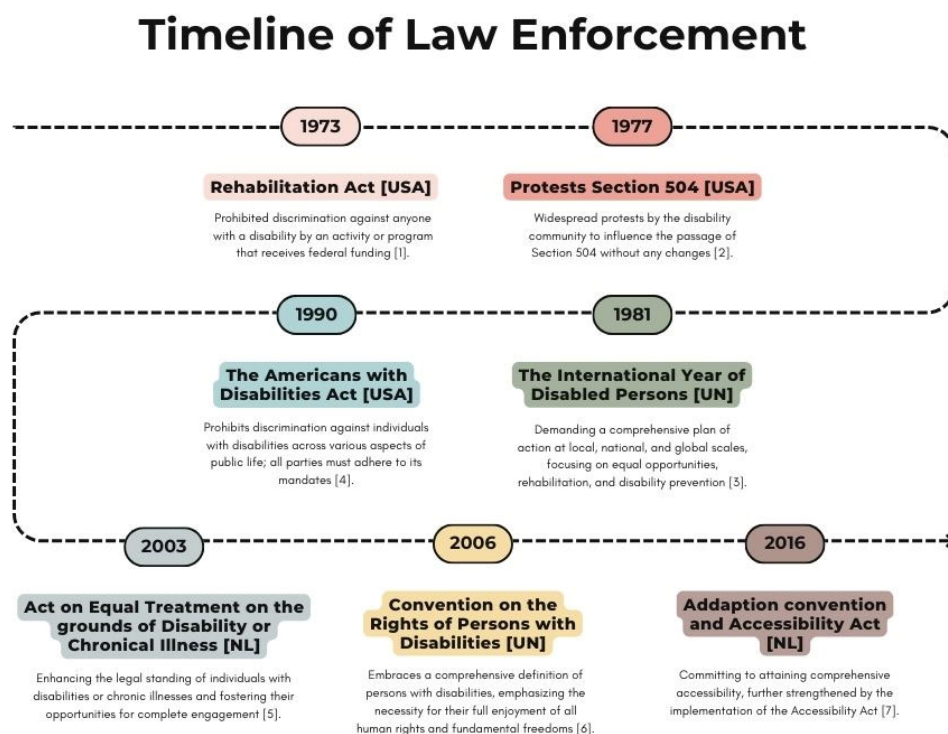 Timeline of Law Enforcement
1973
1977
Rehabilitation Act [USA]
Prohibited discrimination against anyone
with a disability by an activity or program
that receives federal funding [1].
Protests Section 504 [USA]
Widespread protests by the disability
community to influence the passage of
Section 504 without any changes [2].
1981
The International Year of
Disabled Persons [UN]
Demanding a comprehensive plan of
action at local, national, and global scales,
focusing on equal opportunities,
rehabilitation, and disability prevention [3].
1990
The Americans with
Disabilities Act [USA]
Prohibits discrimination against individuals
with disabilities across various aspects of
public life; all parties must adhere to its
mandates [4].
2003
Act on Equal Treatment on the
grounds of Disability or
Chronical Illness [NL]
Enhancing the legal standing of individuals with
disabilities or chronic illnesses and fostering their
opportunities for complete engagement [5].
2006
Convention on the
Rights of Persons with
Disabilities [UN]
Embraces a comprehensive definition of
persons with disabilities, emphasizing the
necessity for their full enjoyment of all
human rights and fundamental freedoms [6].
2016
Addaption convention
and Accessibility Act
[NL]
Committing to attaining comprehensive
accessibility, further strengthened by the
implementation of the Accessibility Act [7].